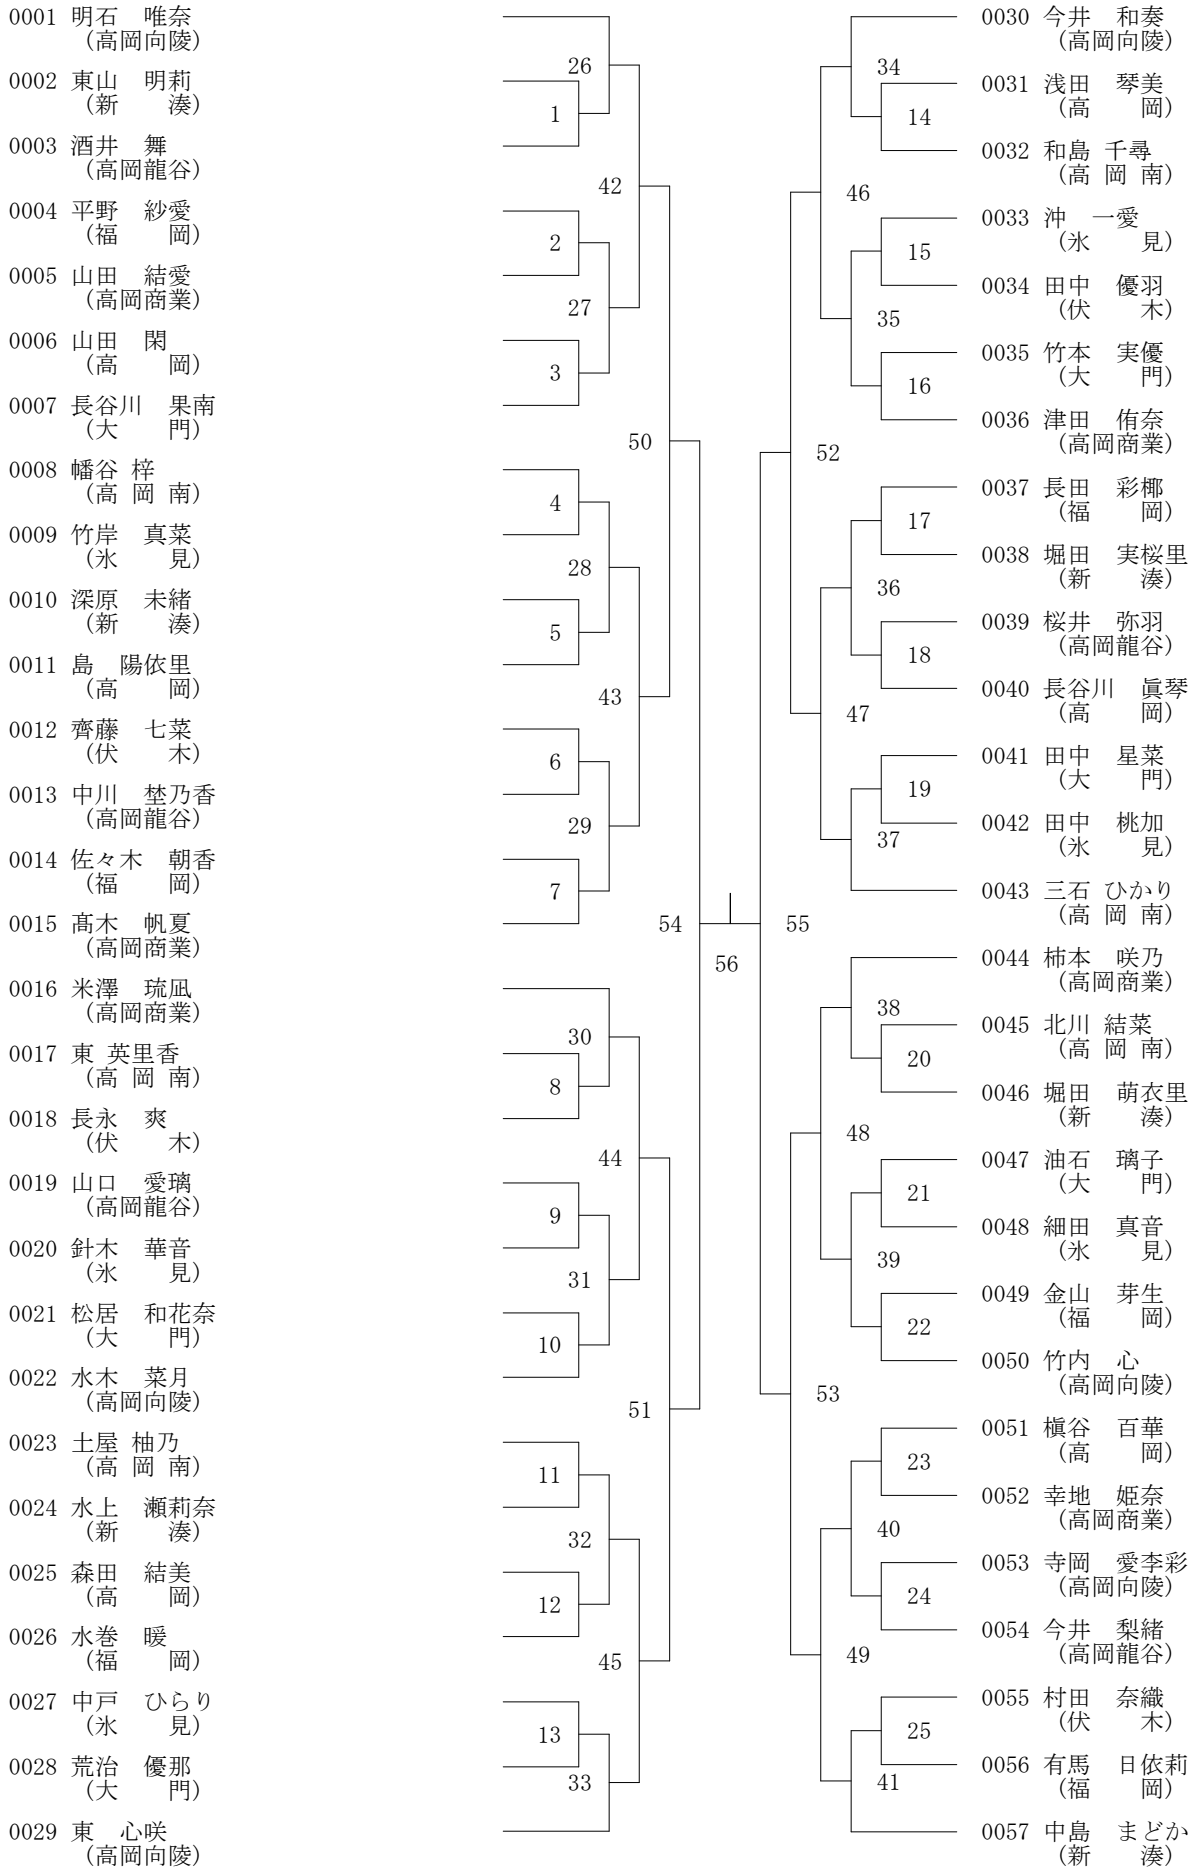 0001 明石　唯奈
（高岡向陵）
0002 東山　明莉
（新　　湊）
0003 酒井　舞
（高岡龍谷）
0004 平野　紗愛
（福　　岡）
0005 山田　結愛
（高岡商業）
0006 山田　閑
（高　　岡）
0007 長谷川　果南
（大　　門）
0008 幡谷 梓
（高 岡 南）
0009 竹岸　真菜
（氷　　見）
0010 深原　未緒
（新　　湊）
0011 島　陽依里
（高　　岡）
0012 齊藤　七菜
（伏　　木）
0013 中川　埜乃香
（高岡龍谷）
0014 佐々木　朝香
（福　　岡）
0015 髙木　帆夏
（高岡商業）
0016 米澤　琉凪
（高岡商業）
0017 東 英里香
（高 岡 南）
0018 長永　爽
（伏　　木）
0019 山口　愛璃
（高岡龍谷）
0020 針木　華音
（氷　　見）
0021 松居　和花奈
（大　　門）
0022 水木　菜月
（高岡向陵）
0023 土屋 柚乃
（高 岡 南）
0024 水上　瀬莉奈
（新　　湊）
0025 森田　結美
（高　　岡）
0026 水巻　暖
（福　　岡）
0027 中戸　ひらり
（氷　　見）
0028 荒治　優那
（大　　門）
0029 東　心咲
（高岡向陵）
26
1
42
2
27
3
50
4
28
5
43
6
29
7
54
30
8
44
9
31
10
51
11
32
12
45
13
33
56
34
14
46
15
35
16
52
17
36
18
47
19
37
55
38
20
48
21
39
22
53
23
40
24
49
25
41
0030 今井　和奏
（高岡向陵）
0031 浅田　琴美
（高　　岡）
0032 和島 千尋
（高 岡 南）
0033 沖　一愛
（氷　　見）
0034 田中　優羽
（伏　　木）
0035 竹本　実優
（大　　門）
0036 津田　侑奈
（高岡商業）
0037 長田　彩椰
（福　　岡）
0038 堀田　実桜里
（新　　湊）
0039 桜井　弥羽
（高岡龍谷）
0040 長谷川　眞琴
（高　　岡）
0041 田中　星菜
（大　　門）
0042 田中　桃加
（氷　　見）
0043 三石 ひかり
（高 岡 南）
0044 柿本　咲乃
（高岡商業）
0045 北川 結菜
（高 岡 南）
0046 堀田　萌衣里
（新　　湊）
0047 油石　璃子
（大　　門）
0048 細田　真音
（氷　　見）
0049 金山　芽生
（福　　岡）
0050 竹内　心
（高岡向陵）
0051 槇谷　百華
（高　　岡）
0052 幸地　姫奈
（高岡商業）
0053 寺岡　愛李彩
（高岡向陵）
0054 今井　梨緒
（高岡龍谷）
0055 村田　奈織
（伏　　木）
0056 有馬　日依莉
（福　　岡）
0057 中島　まどか
（新　　湊）